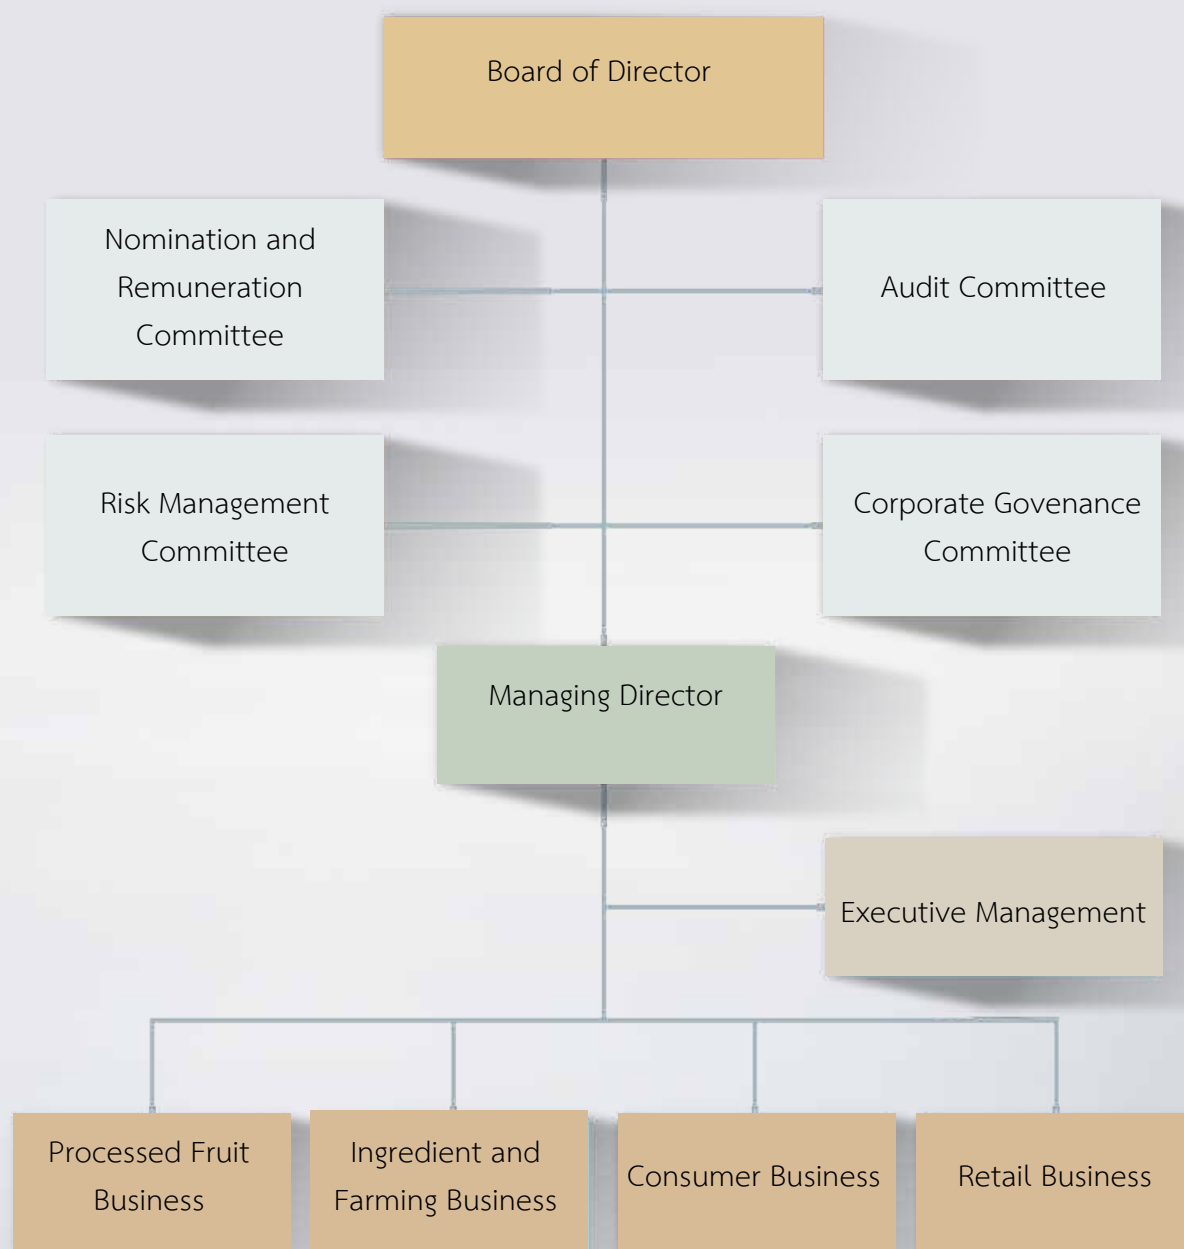 Board of Director
Nomination and
Remuneration
Committee
Audit Committee
Risk Management
Committee
Corporate Govenance
Committee
Managing Director
Executive Management
Processed Fruit
Business
Ingredient and
Farming Business
Consumer Business
Retail Business